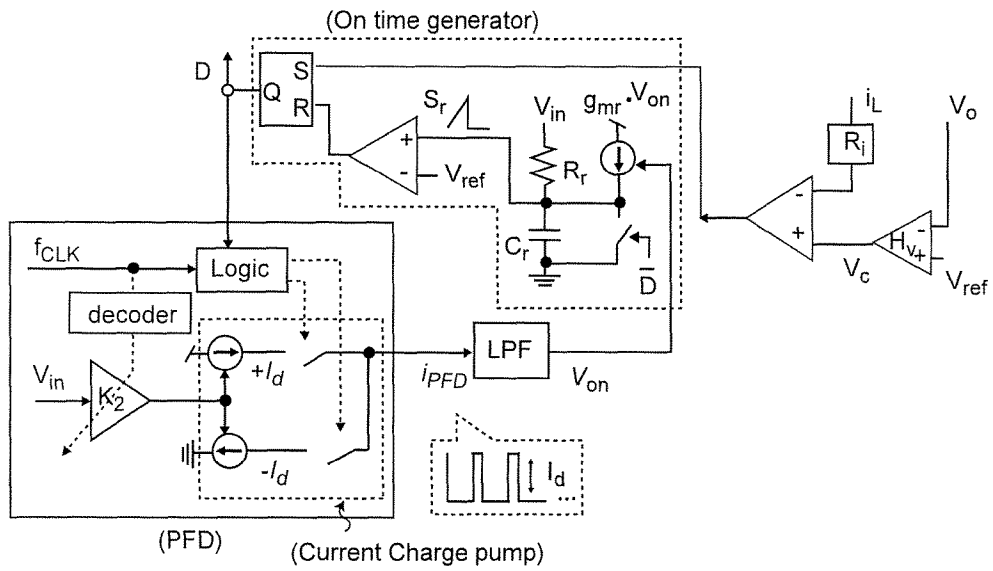 (On time generator)
D
Q
S
R
S_r
+
-
V_ref
V_in
g_mr·V_on
R_r
C_r
D̅
i_L
R_i
V_o
-
+
V_c
H_v
-
+
V_ref
f_CLK
Logic
decoder
V_in
K_2
+I_d
-I_d
i_PFD
LPF
V_on
I_d
...
(PFD)
(Current Charge pump)